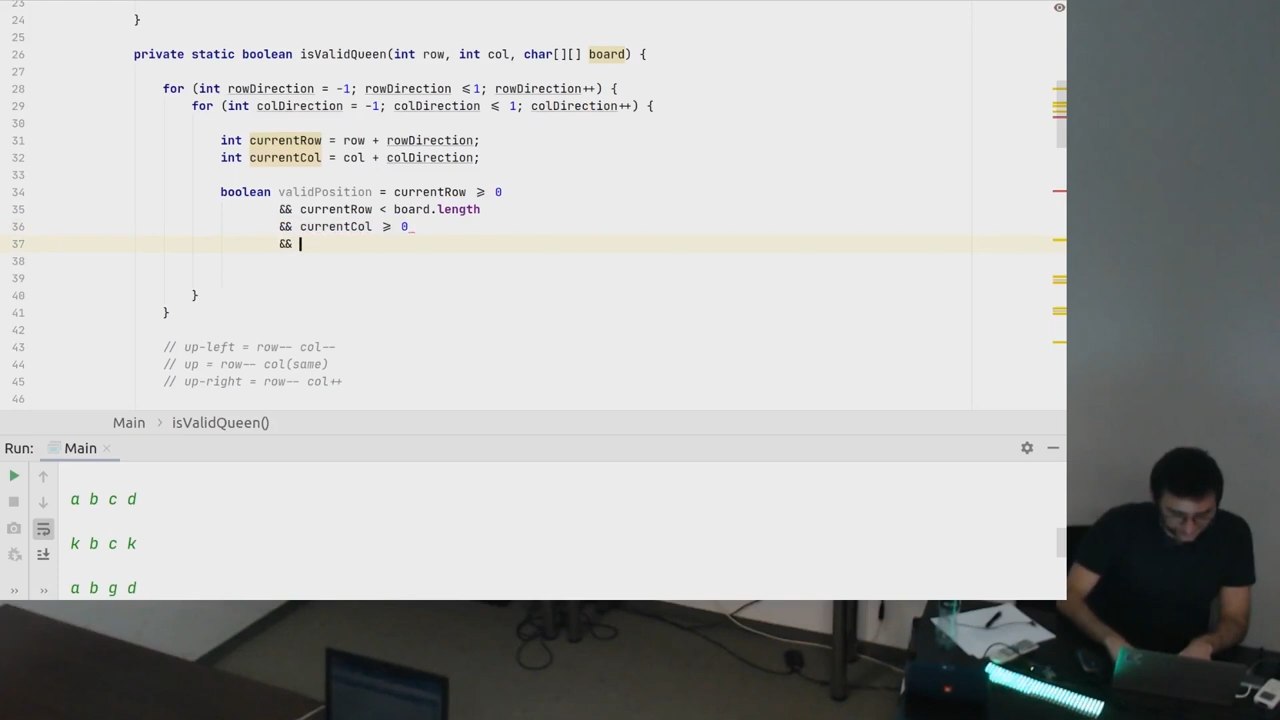 23
24 }
25
26 private static boolean isValidQueen(int row, int col, char[][] board) {
27
28 for (int rowDirection = -1; rowDirection ≤1; rowDirection++) {
29 for (int colDirection = -1; colDirection ≤ 1; colDirection++) {
30
31 int currentRow = row + rowDirection;
32 int currentCol = col + colDirection;
33
34 boolean validPosition = currentRow ≥ 0
35 && currentRow < board.length
36 && currentCol ≥ 0
37 &&
38
39
40 }
41 }
42
43 // up-left = row-- col--
44 // up = row-- col(same)
45 // up-right = row-- col++
46
Main > isValidQueen()
Run: Main ×
a b c d
k b c k
a b g d